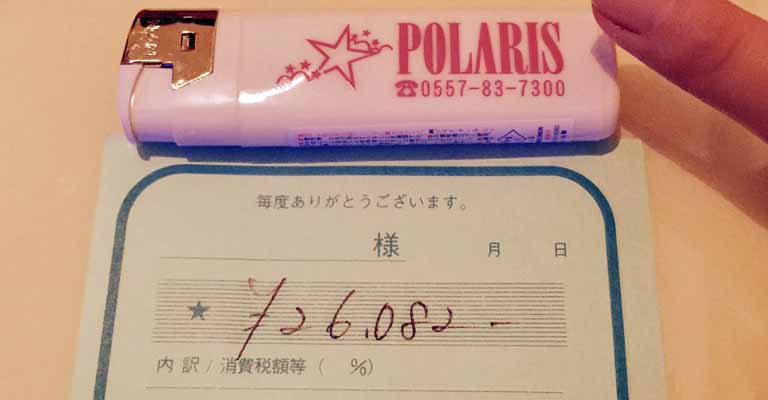 POLARIS
☎0557-83-7300
毎度ありがとうございます。
様 月 日
★ ¥26,082-
内訳/消費税額等( %)